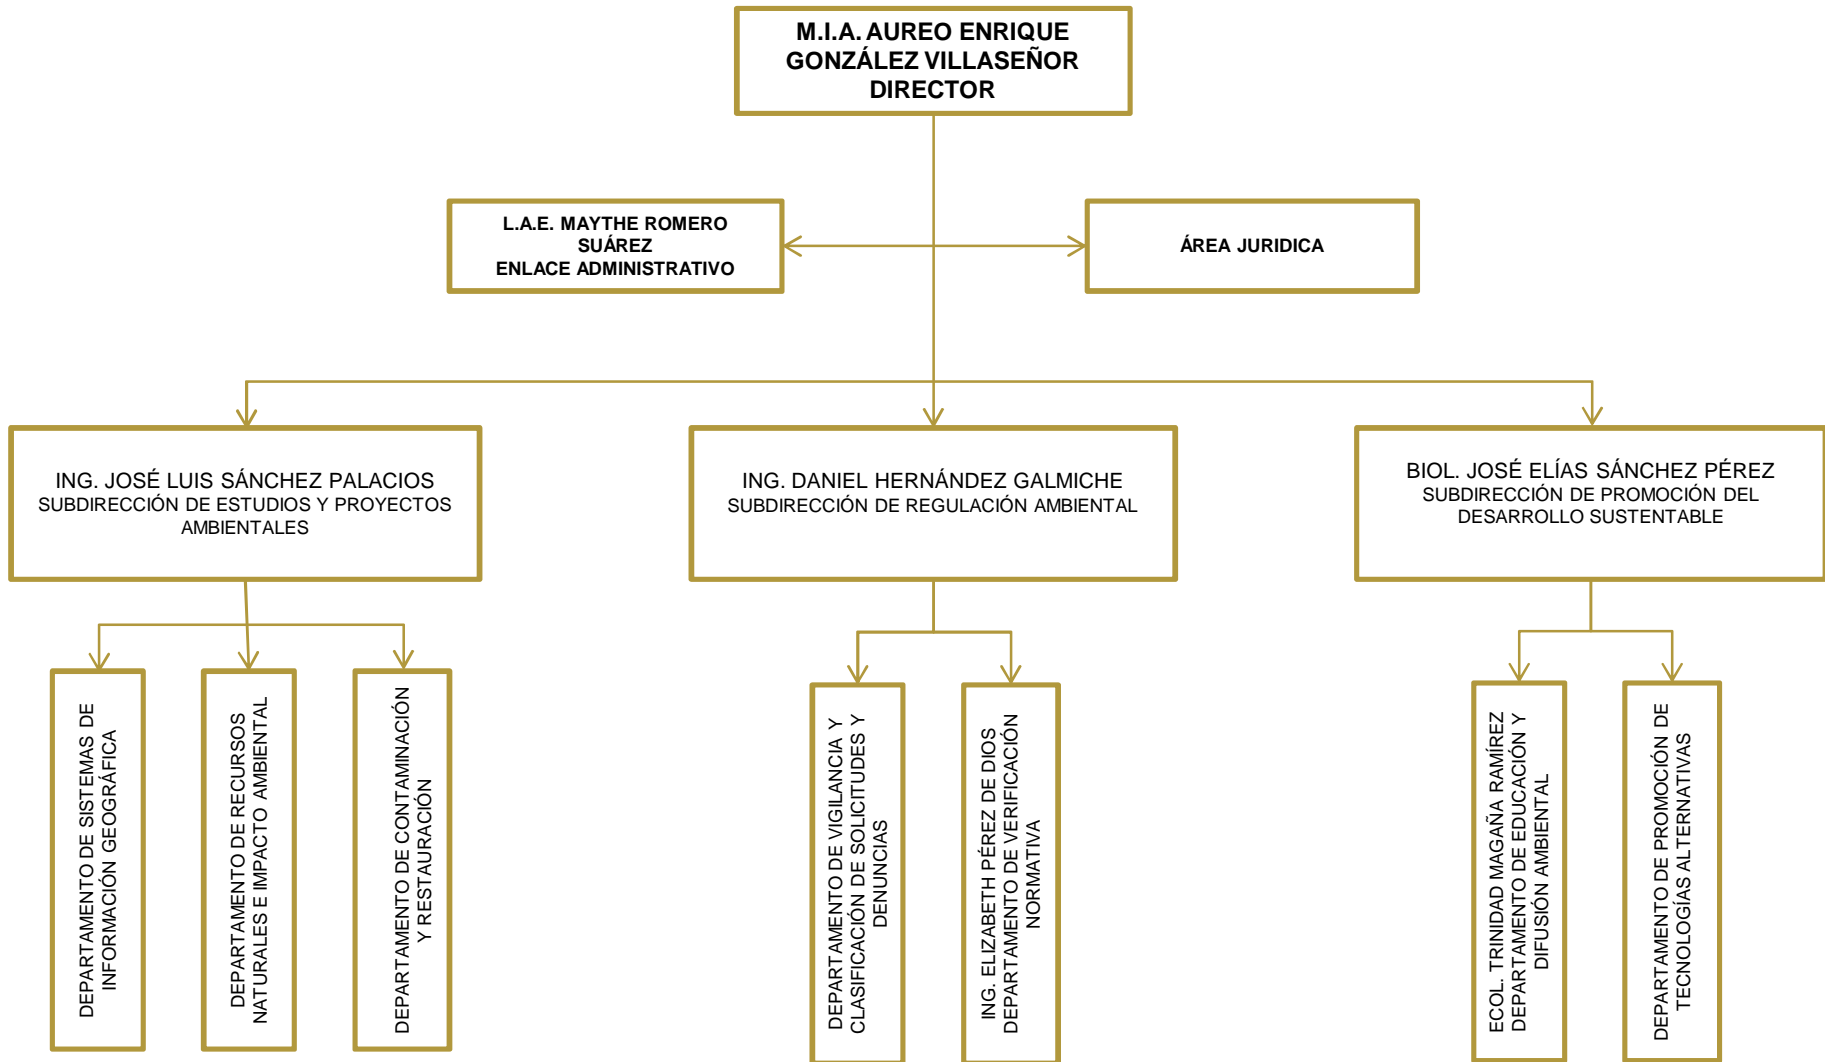 M.I.A. AUREO ENRIQUE
GONZÁLEZ VILLASEÑOR
DIRECTOR
L.A.E. MAYTHE ROMERO
SUÁREZ
ENLACE ADMINISTRATIVO
ÁREA JURIDICA
ING. JOSÉ LUIS SÁNCHEZ PALACIOS
SUBDIRECCIÓN DE ESTUDIOS Y PROYECTOS
AMBIENTALES
ING. DANIEL HERNÁNDEZ GALMICHE
SUBDIRECCIÓN DE REGULACIÓN AMBIENTAL
BIOL. JOSÉ ELÍAS SÁNCHEZ PÉREZ
SUBDIRECCIÓN DE PROMOCIÓN DEL
DESARROLLO SUSTENTABLE
DEPARTAMENTO DE SISTEMAS DE
INFORMACIÓN GEOGRÁFICA
DEPARTAMENTO DE RECURSOS
NATURALES E IMPACTO AMBIENTAL
DEPARTAMENTO DE CONTAMINACIÓN
Y RESTAURACIÓN
DEPARTAMENTO DE VIGILANCIA Y
CLASIFICACIÓN DE SOLICITUDES Y
DENUNCIAS
ING. ELIZABETH PÉREZ DE DIOS
DEPARTAMENTO DE VERIFICACIÓN
NORMATIVA
ECOL. TRINIDAD MAGAÑA RAMÍREZ
DEPARTAMENTO DE EDUCACIÓN Y
DIFUSIÓN AMBIENTAL
DEPARTAMENTO DE PROMOCIÓN DE
TECNOLOGÍAS ALTERNATIVAS